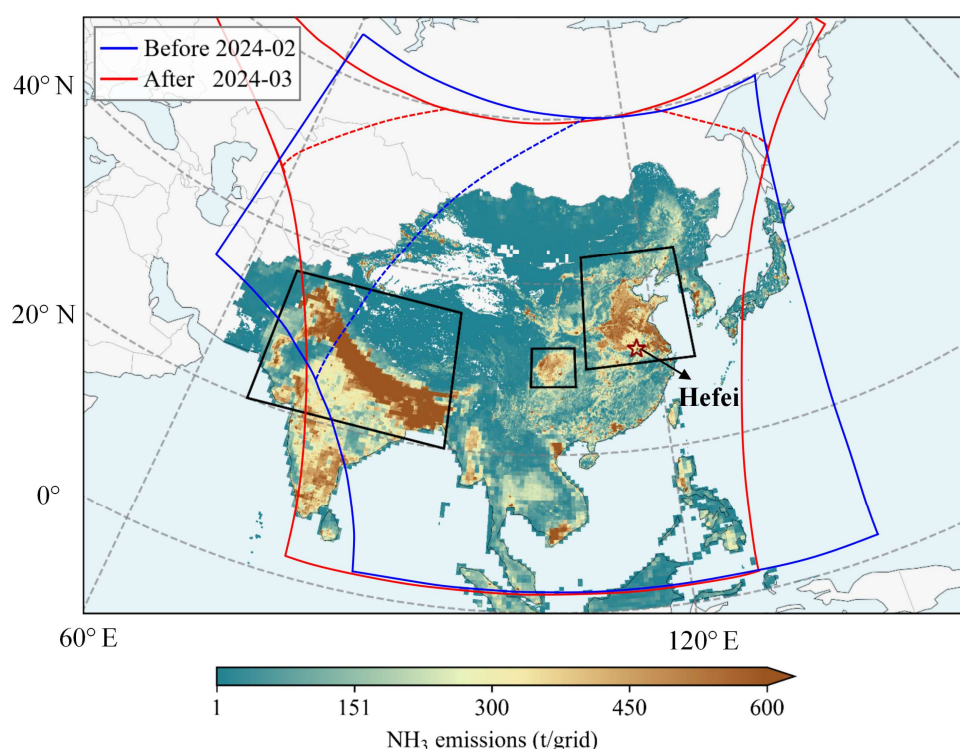 Before 2024-02
After 2024-03
40° N
20° N
0°
Hefei
60° E
120° E
1 151 300 450 600
NH₃ emissions (t/grid)